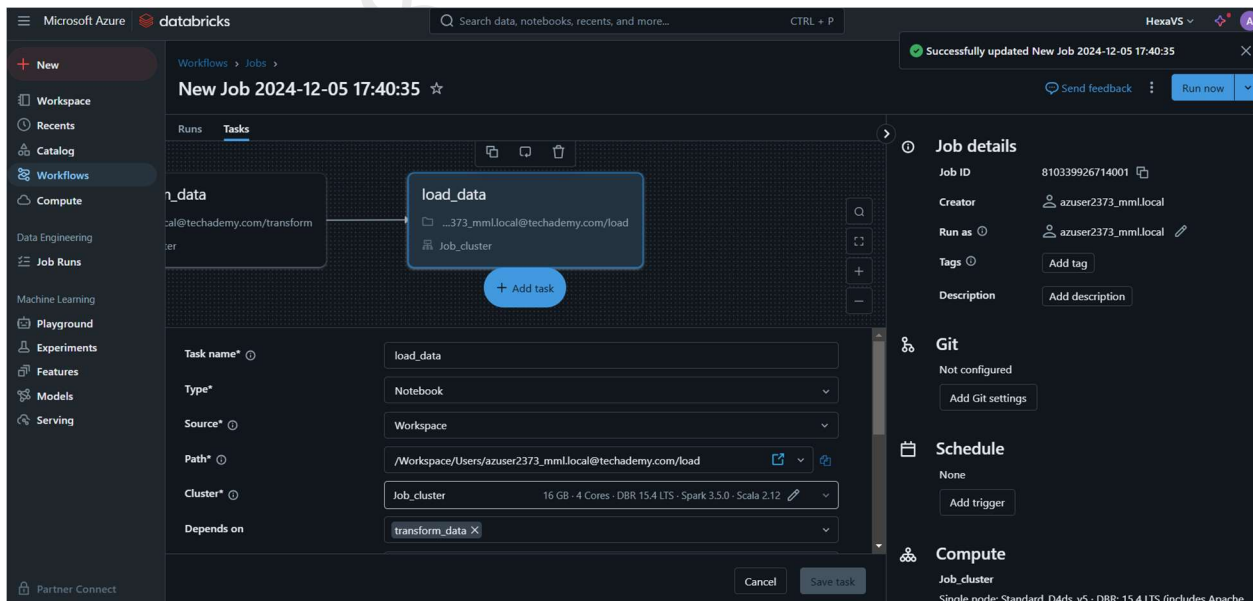 Microsoft Azure databricks Search data, notebooks, recents, and more... CTRL + P HexaVS A
Successfully updated New Job 2024-12-05 17:40:35
New
Workspace
Recents
Catalog
Workflows
Compute
Data Engineering
Job Runs
Machine Learning
Playground
Experiments
Features
Models
Serving
Partner Connect
Workflows > Jobs >
New Job 2024-12-05 17:40:35
Send feedback Run now
Runs Tasks
_data
cal@techademy.com/transform
ter
load_data
...373_mml.local@techademy.com/load
Job_cluster
+ Add task
Task name* load_data
Type* Notebook
Source* Workspace
Path* /Workspace/Users/azuser2373_mml.local@techademy.com/load
Cluster* Job_cluster 16 GB · 4 Cores · DBR 15.4 LTS · Spark 3.5.0 · Scala 2.12
Depends on transform_data
Cancel Save task
Job details
Job ID 810339926714001
Creator azuser2373_mml.local
Run as azuser2373_mml.local
Tags Add tag
Description Add description
Git
Not configured
Add Git settings
Schedule
None
Add trigger
Compute
Job_cluster
Single node: Standard_D4ds_v5 · DBR: 15.4 LTS (includes Apache